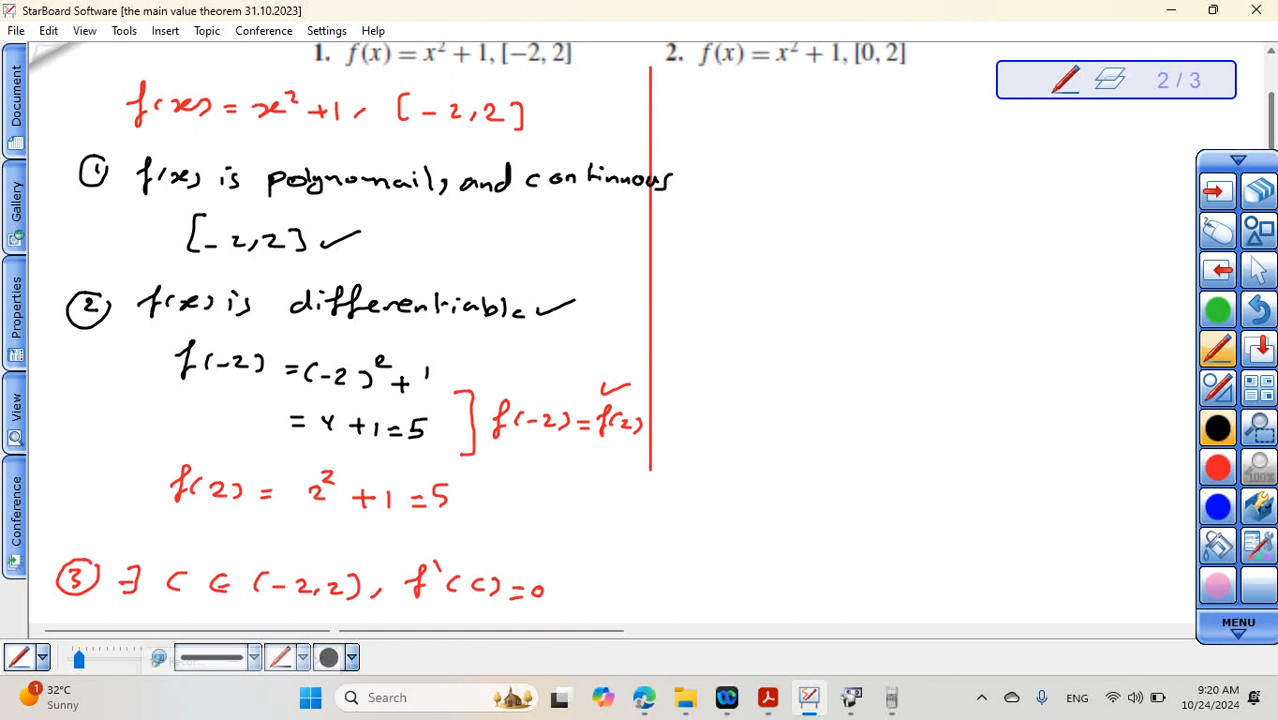 StarBoard Software [the main value theorem 31.10.2023]
File Edit View Tools Insert Topic Conference Settings Help
1. f(x) = x² + 1, [−2, 2]
2. f(x) = x² + 1, [0, 2]
2 / 3
f(x) = x² + 1, [-2,2]
① f(x) is polynomail, and continuous
[-2,2] ✓
② f(x) is differentiable ✓
f(-2) = (-2)² + 1
= 4 + 1 = 5
f(-2) = f(2) ✓
f(2) = 2² + 1 = 5
③ ∃ c ∈ (-2,2), f'(c) = 0
Document
Gallery
Properties
View
Conference
100%
MENU
1
32°C
Sunny
Search
ENG
9:20 AM
10/24/2024